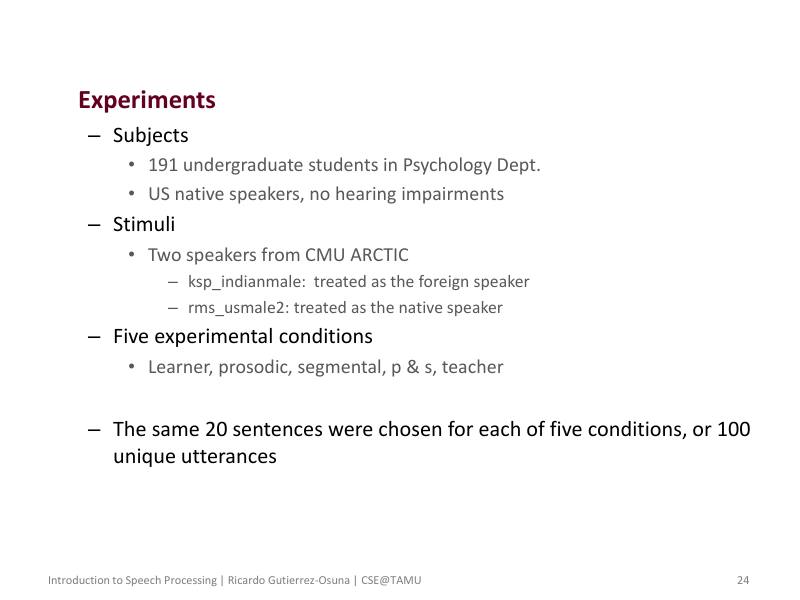 Experiments
– Subjects
• 191 undergraduate students in Psychology Dept.
• US native speakers, no hearing impairments
– Stimuli
• Two speakers from CMU ARCTIC
– ksp_indianmale:  treated as the foreign speaker
– rms_usmale2: treated as the native speaker
– Five experimental conditions
• Learner, prosodic, segmental, p & s, teacher
– The same 20 sentences were chosen for each of five conditions, or 100
unique utterances
Introduction to Speech Processing | Ricardo Gutierrez-Osuna | CSE@TAMU 24